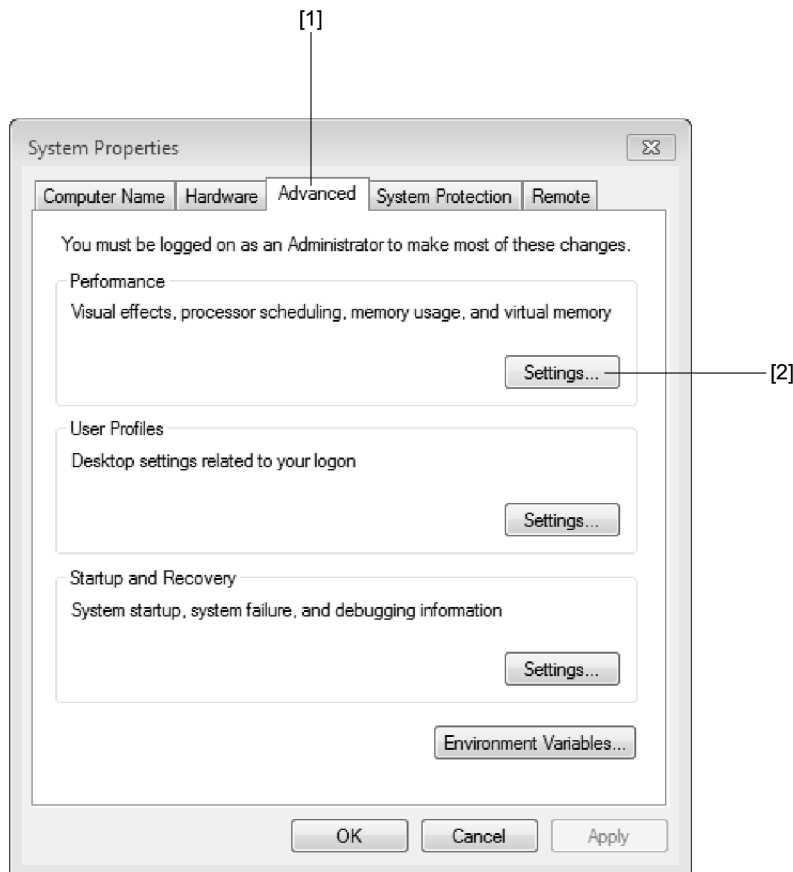 [1]
System Properties
Computer Name Hardware Advanced System Protection Remote
You must be logged on as an Administrator to make most of these changes.
Performance
Visual effects, processor scheduling, memory usage, and virtual memory
Settings...
[2]
User Profiles
Desktop settings related to your logon
Settings...
Startup and Recovery
System startup, system failure, and debugging information
Settings...
Environment Variables...
OK Cancel Apply